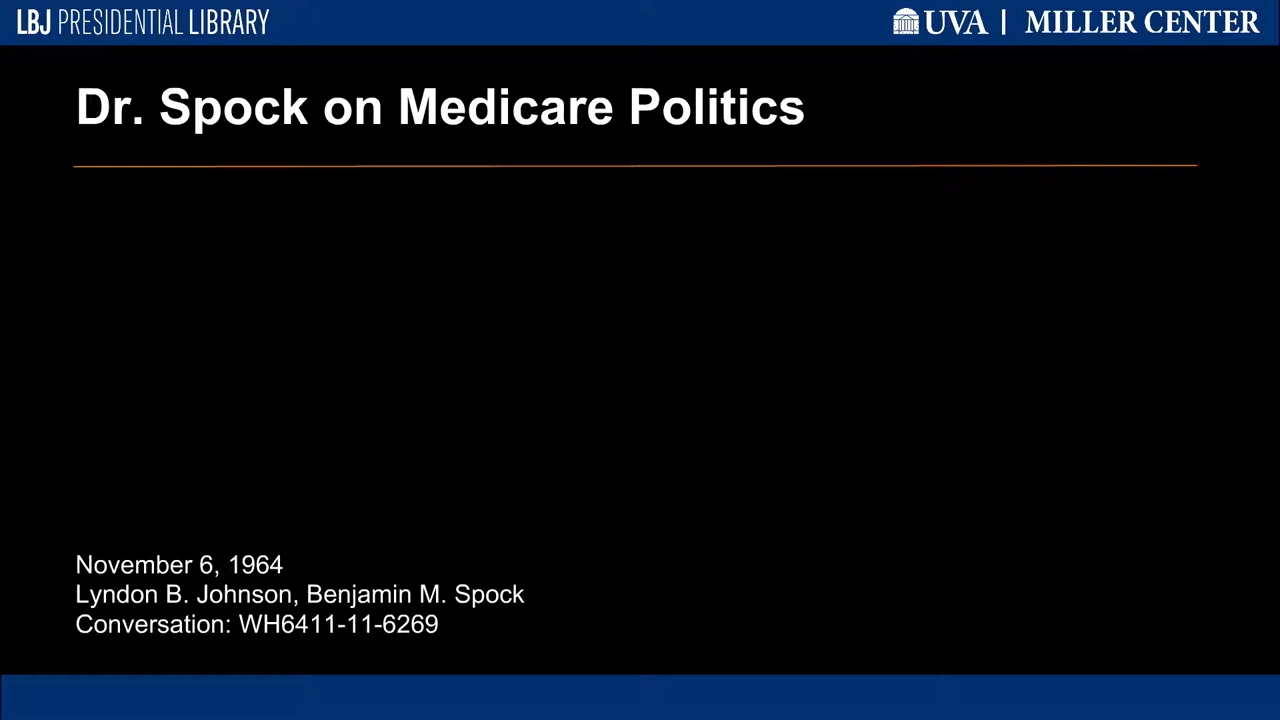 LBJ PRESIDENTIAL LIBRARY
UVA | MILLER CENTER
Dr. Spock on Medicare Politics
November 6, 1964
Lyndon B. Johnson, Benjamin M. Spock
Conversation: WH6411-11-6269